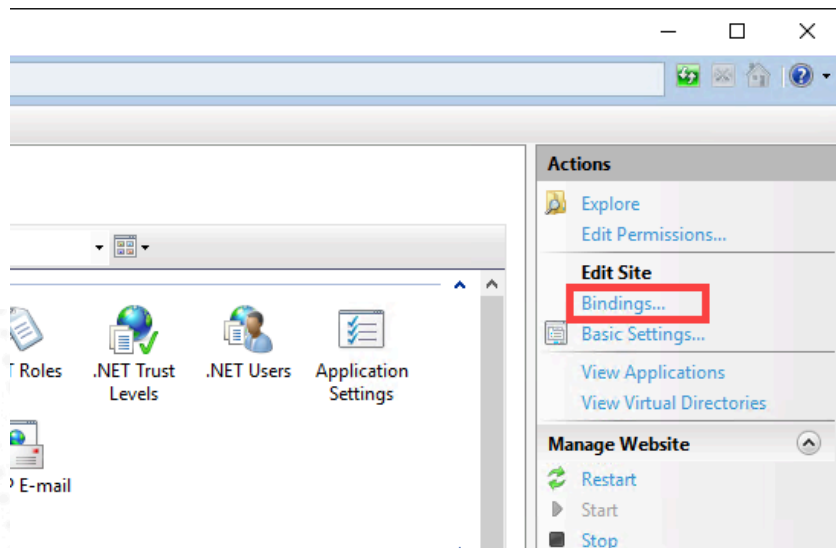 Actions
Explore
Edit Permissions...
Edit Site
Bindings...
Basic Settings...
View Applications
View Virtual Directories
Manage Website
Restart
Start
Stop
Roles
.NET Trust
Levels
.NET Users
Application
Settings
E-mail